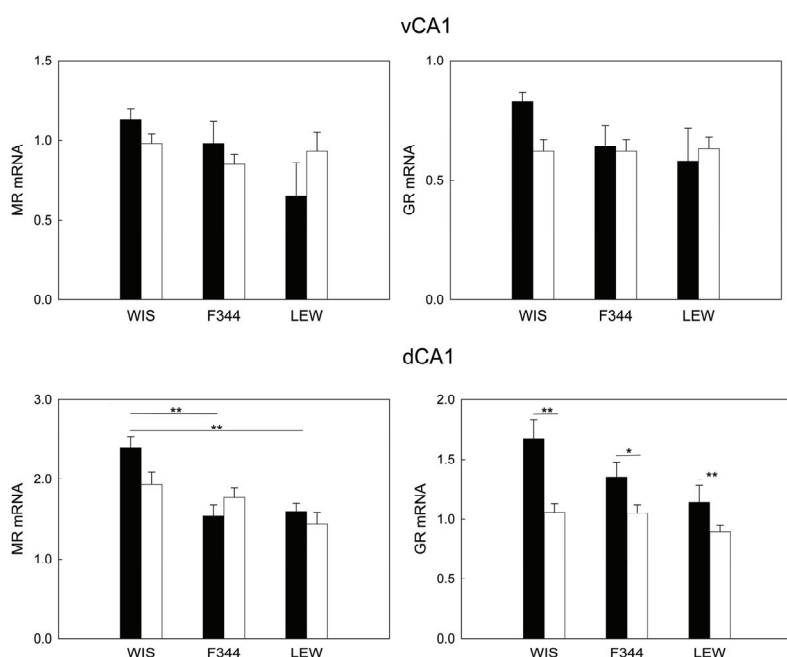 vCA1
1.5
1.0
0.5
0.0
MR mRNA
WIS F344 LEW
1.0
0.5
0.0
GR mRNA
WIS F344 LEW
dCA1
3.0
2.0
1.0
0.0
MR mRNA
**
**
WIS F344 LEW
2.0
1.5
1.0
0.5
0.0
GR mRNA
**
*
**
WIS F344 LEW